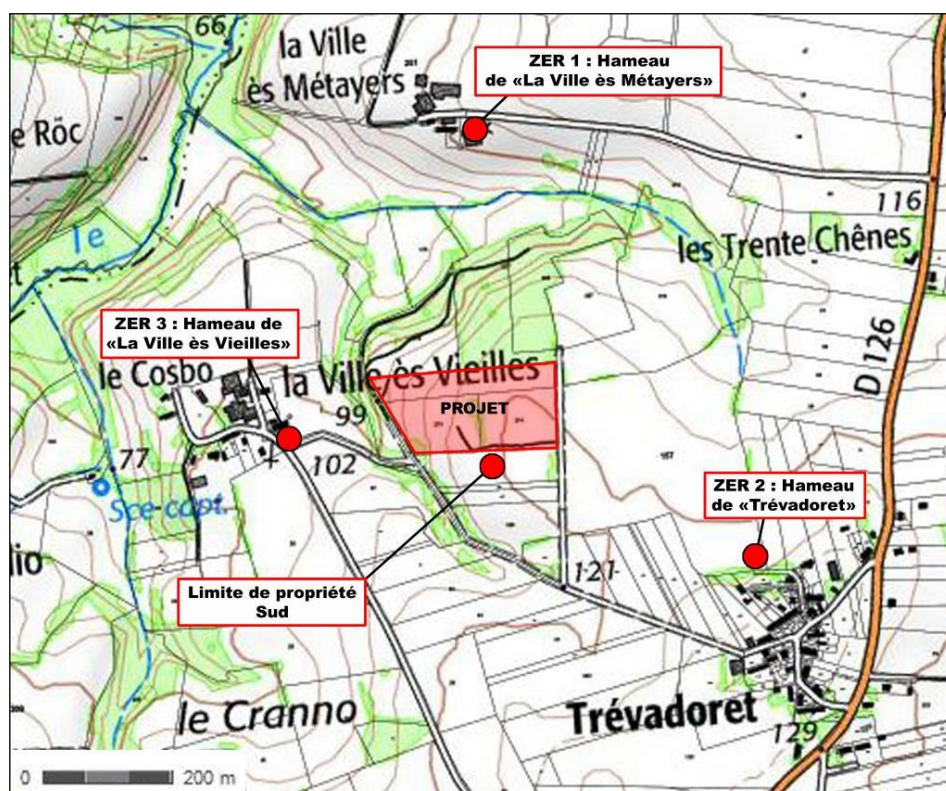 66
la Ville
ès Métayers
ZER 1 : Hameau
de «La Ville ès Métayers»
e Röc
le
116
les Trente Chênes
D 126
ZER 3 : Hameau de
«La Ville ès Vieilles»
le Cosbo
la Ville ès Vieilles
99
PROJET
102
77
Sce capt.
ZER 2 : Hameau
de «Trévadoret»
121
Limite de propriété
Sud
le Cranno
Trévadoret
129
0 200 m